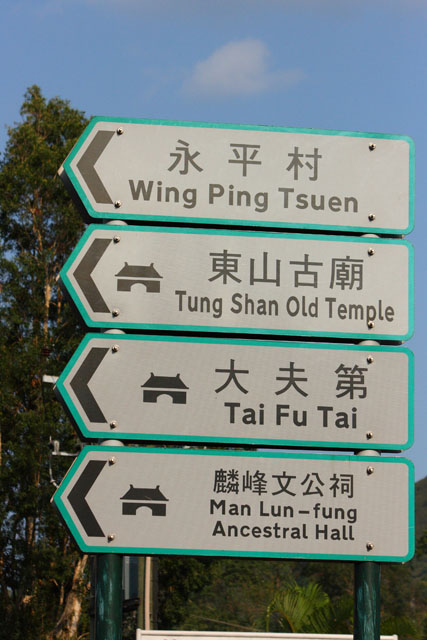 永平村
Wing Ping Tsuen
東山古廟
Tung Shan Old Temple
大夫第
Tai Fu Tai
麟峰文公祠
Man Lun-fung
Ancestral Hall